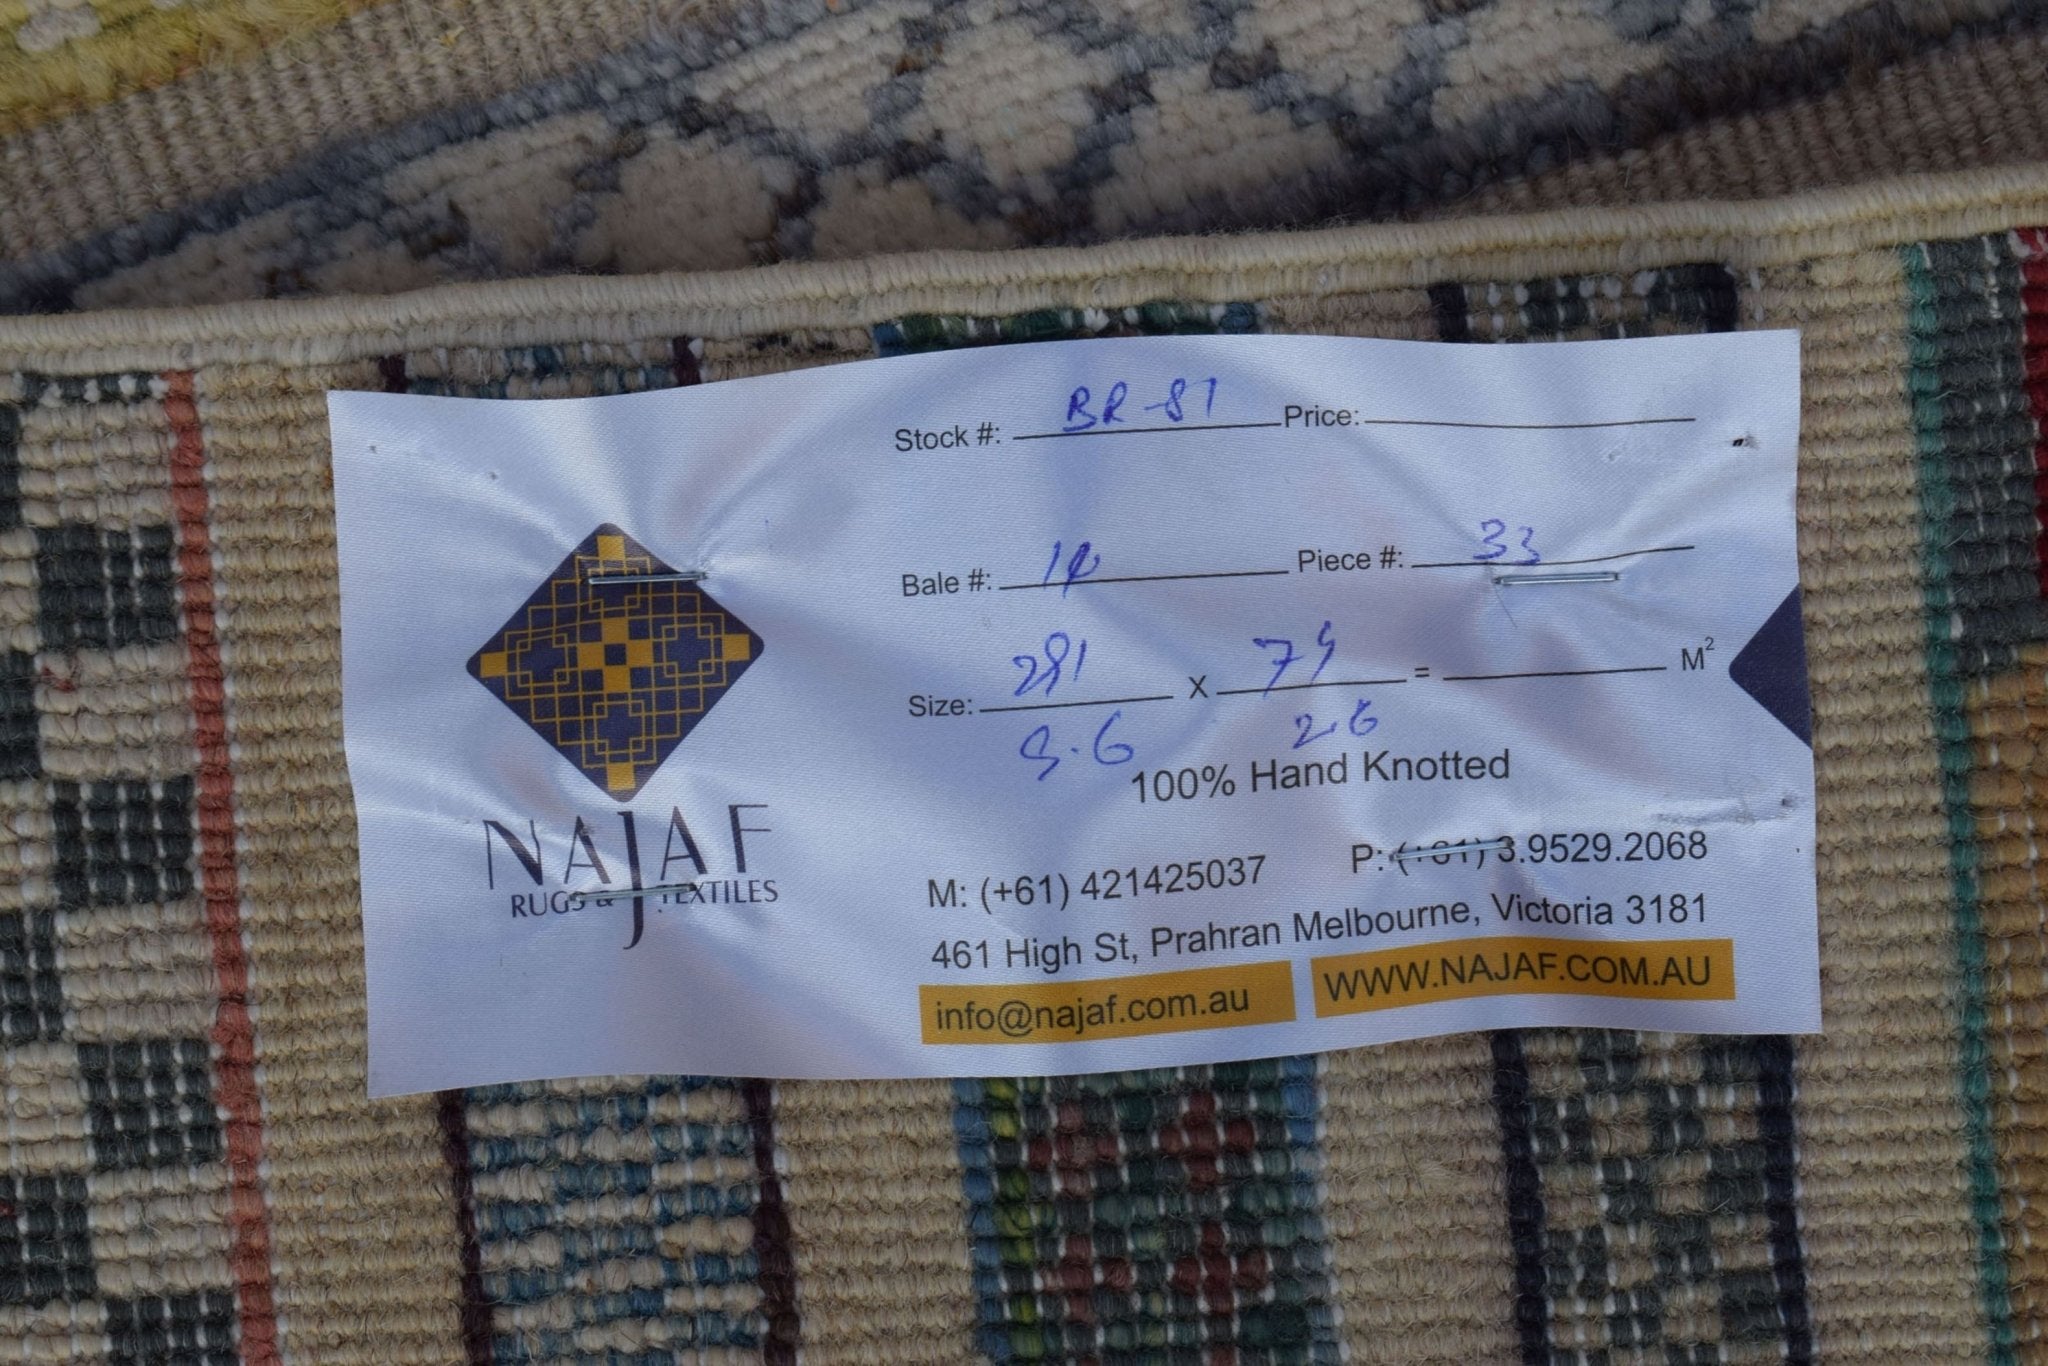 Stock #: BR-81 Price:
Bale #: Piece #: 33
Size: 291 X 79 = M²
9.6 2.6
100% Hand Knotted
NAJAF
RUGS & TEXTILES
M: (+61) 421425037 P: (+61) 3.9529.2068
461 High St, Prahran Melbourne, Victoria 3181
info@najaf.com.au WWW.NAJAF.COM.AU